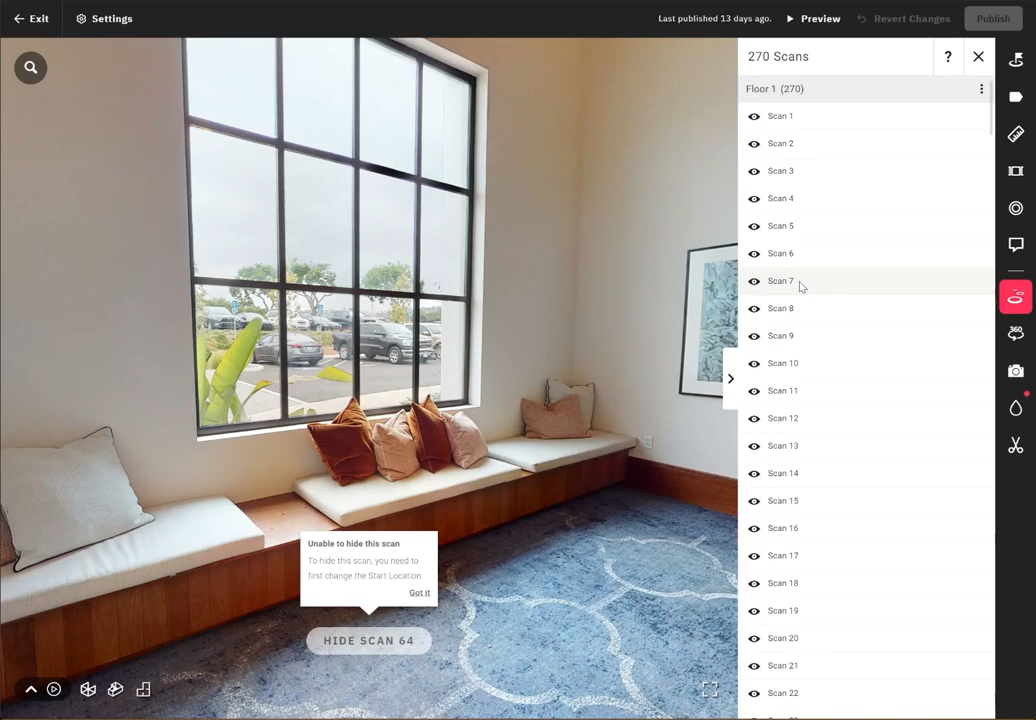 Exit
Settings
Last published 13 days ago.
Preview
Revert Changes
Publish
270 Scans
?
Floor 1 (270)
Scan 1
Scan 2
Scan 3
Scan 4
Scan 5
Scan 6
Scan 7
Scan 8
Scan 9
Scan 10
Scan 11
Scan 12
Scan 13
Scan 14
Scan 15
Scan 16
Scan 17
Scan 18
Scan 19
Scan 20
Scan 21
Scan 22
360
Unable to hide this scan
To hide this scan, you need to
first change the Start Location.
Got it
HIDE SCAN 64